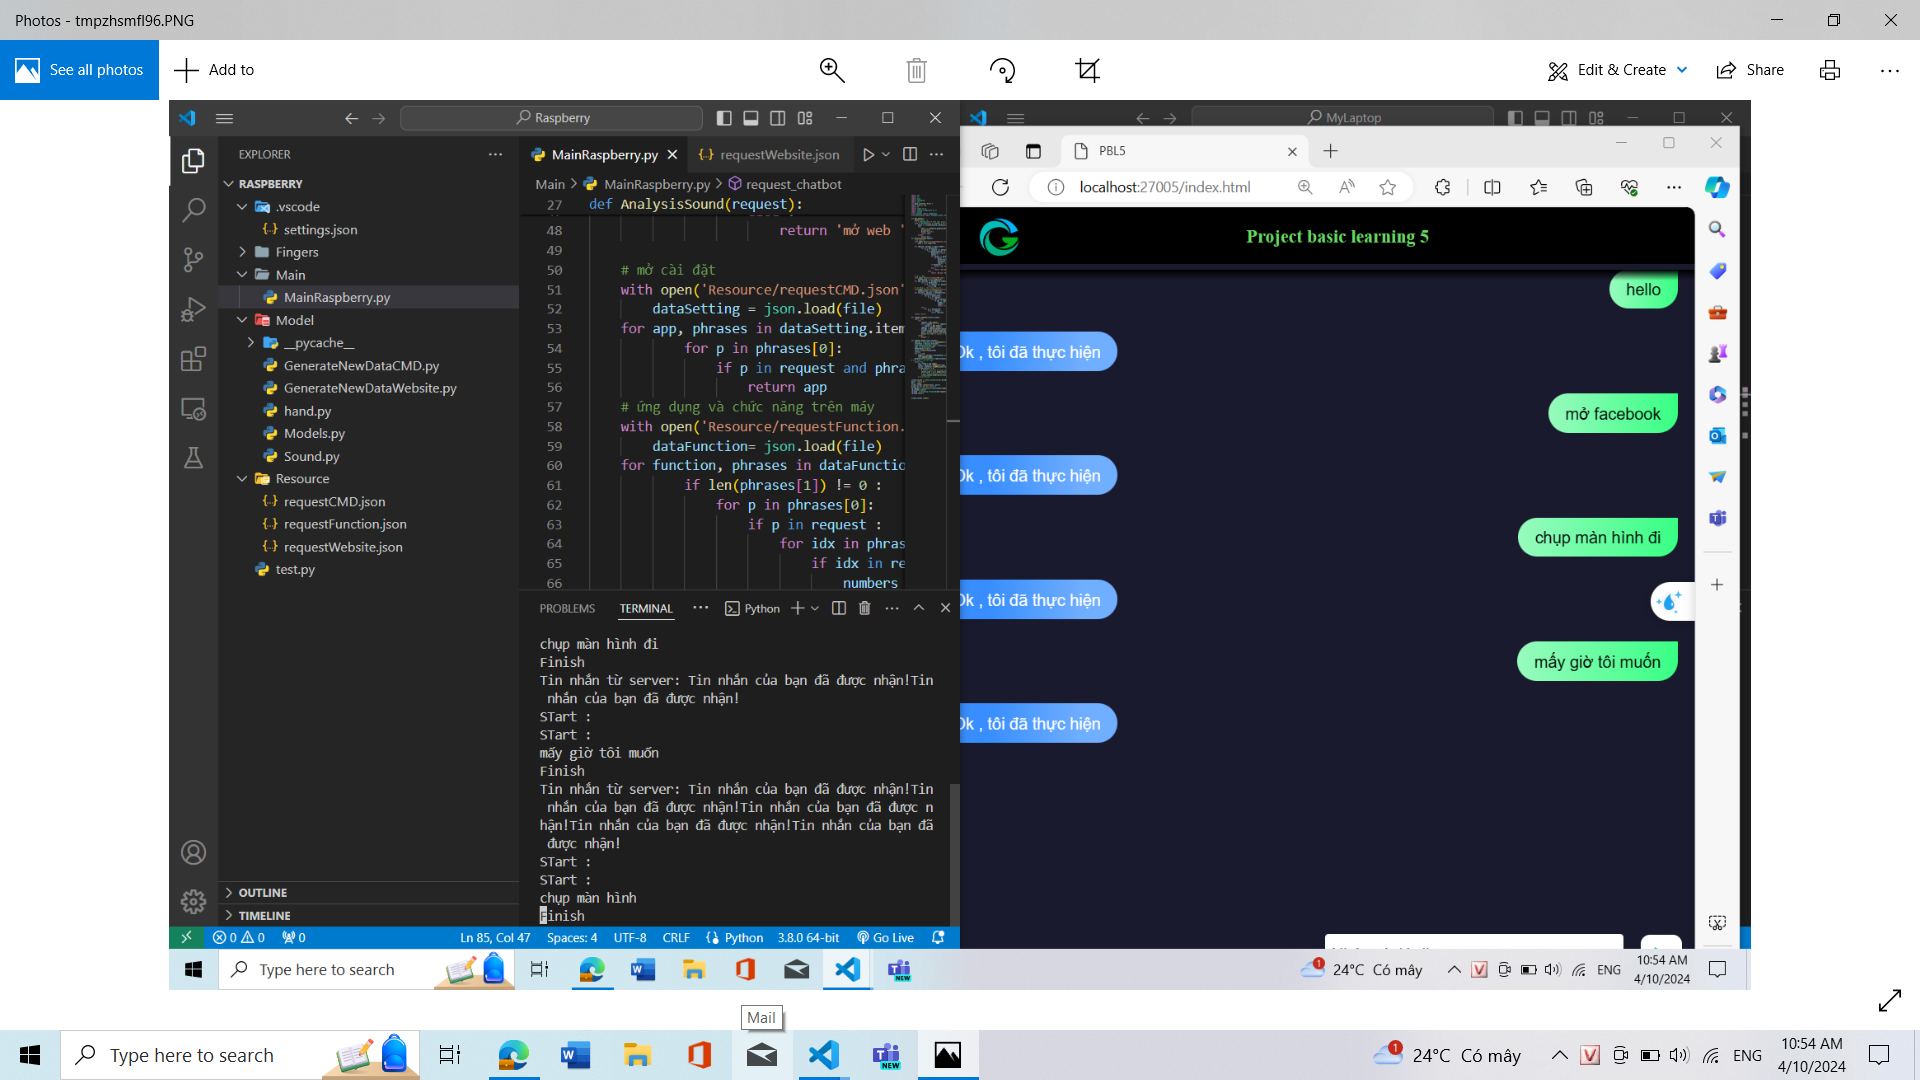 Photos - tmpzhsmfl96.PNG
See all photos
Add to
Edit & Create
Share
Raspberry
MyLaptop
EXPLORER
RASPBERRY
.vscode
settings.json
Fingers
Main
MainRaspberry.py
Model
__pycache__
GenerateNewDataCMD.py
GenerateNewDataWebsite.py
hand.py
Models.py
Sound.py
Resource
requestCMD.json
requestFunction.json
requestWebsite.json
test.py
OUTLINE
TIMELINE
MainRaspberry.py
requestWebsite.json
Main > MainRaspberry.py > request_chatbot
27 def AnalysisSound(request):
48 return 'mở web '
49
50 # mở cài đặt
51 with open('Resource/requestCMD.json'
52 dataSetting = json.load(file)
53 for app, phrases in dataSetting.item
54 for p in phrases[0]:
55 if p in request and phra
56 return app
57 # ứng dụng và chức năng trên máy
58 with open('Resource/requestFunction.
59 dataFunction= json.load(file)
60 for function, phrases in dataFunctio
61 if len(phrases[1]) != 0 :
62 for p in phrases[0]:
63 if p in request :
64 for idx in phras
65 if idx in re
66 numbers
PROBLEMS
TERMINAL
Python
chụp màn hình đi
Finish
Tin nhắn từ server: Tin nhắn của bạn đã được nhận!Tin
nhắn của bạn đã được nhận!
STart :
STart :
mấy giờ tôi muốn
Finish
Tin nhắn từ server: Tin nhắn của bạn đã được nhận!Tin
nhắn của bạn đã được nhận!Tin nhắn của bạn đã được n
hận!Tin nhắn của bạn đã được nhận!Tin nhắn của bạn đã
được nhận!
STart :
STart :
chụp màn hình
Finish
0 0 0
Ln 85, Col 47
Spaces: 4
UTF-8
CRLF
Python
3.8.0 64-bit
Go Live
PBL5
localhost:27005/index.html
Project basic learning 5
hello
Ok , tôi đã thực hiện
mở facebook
Ok , tôi đã thực hiện
chụp màn hình đi
Ok , tôi đã thực hiện
mấy giờ tôi muốn
Ok , tôi đã thực hiện
Type here to search
1
24°C Có mây
ENG
10:54 AM
4/10/2024
Mail
Type here to search
1
24°C Có mây
ENG
10:54 AM
4/10/2024